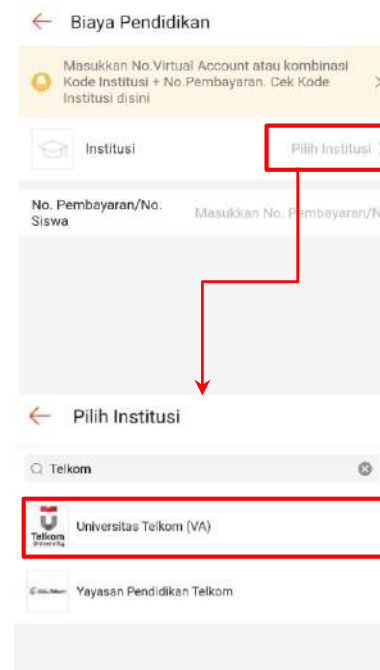 Biaya Pendidikan
Masukkan No.Virtual Account atau kombinasi
Kode Institusi + No.Pembayaran. Cek Kode
Institusi disini
Institusi
Pilih Institusi
No. Pembayaran/No.
Siswa
Masukkan No. Pembayaran/N
Pilih Institusi
Telkom
Telkom
University
Universitas Telkom (VA)
Yayasan Pendidikan Telkom